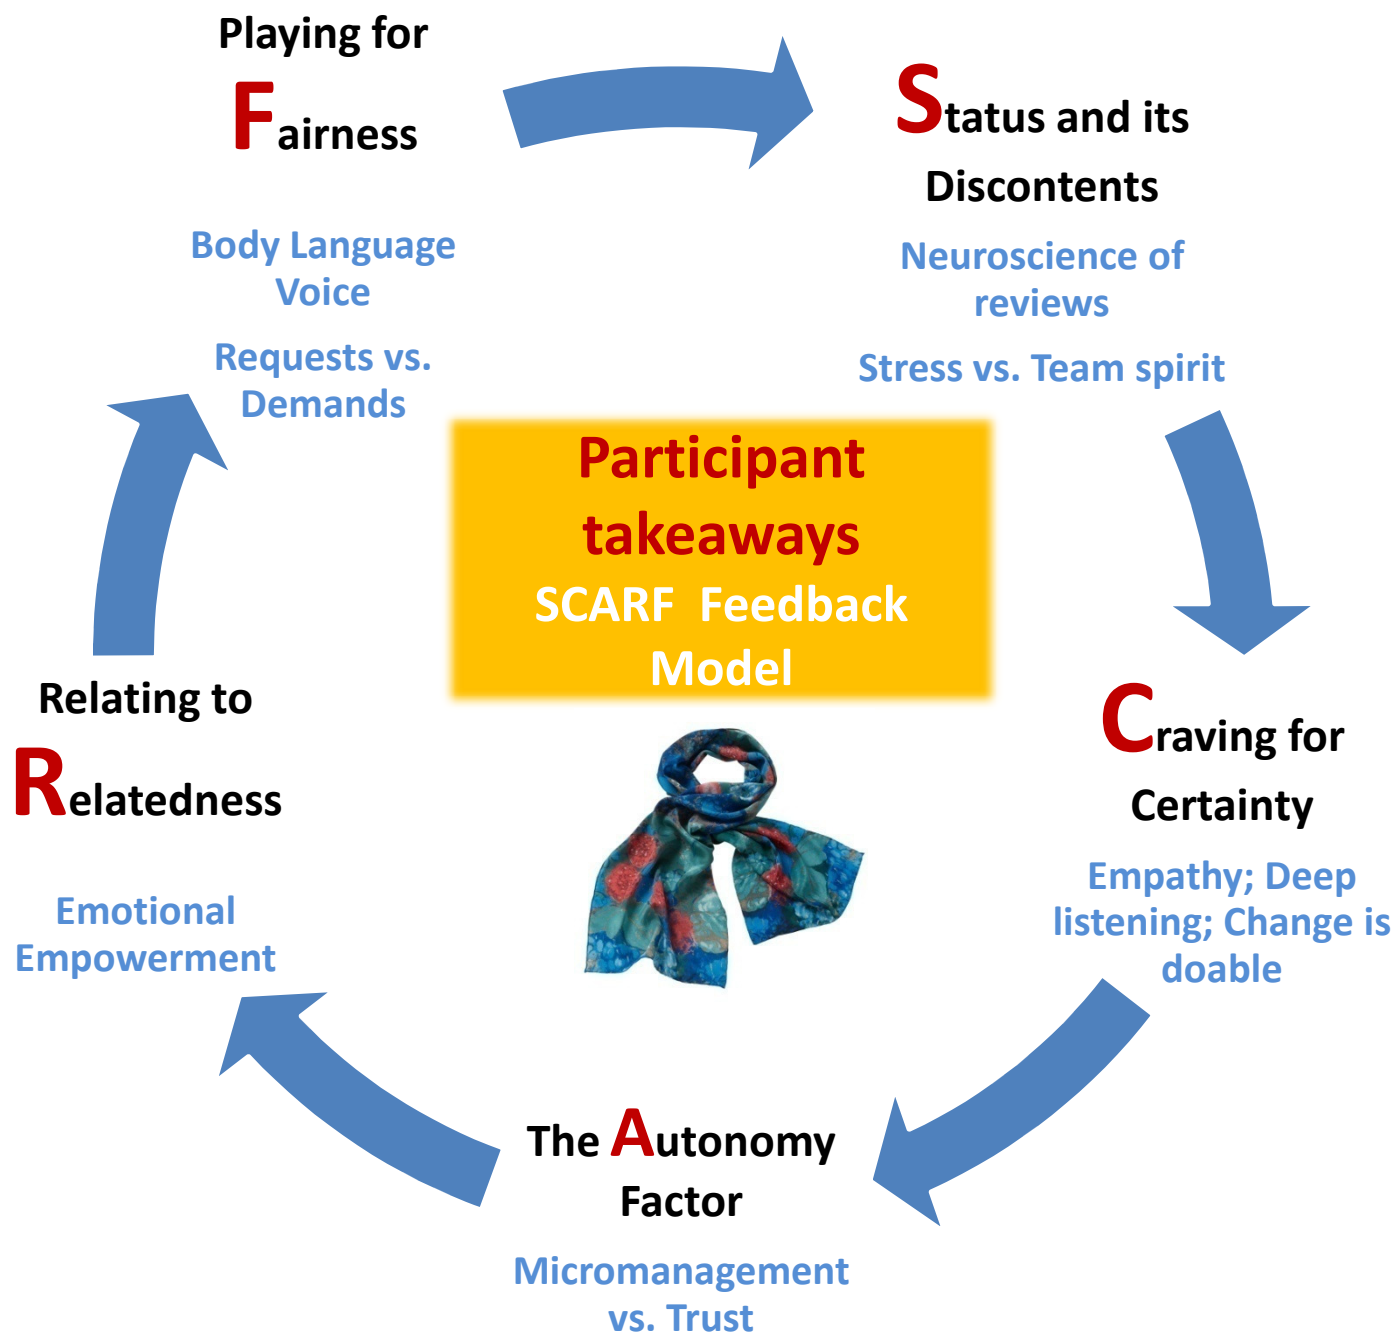 Playing for
Fairness
Body Language
Voice
Requests vs.
Demands
Status and its
Discontents
Neuroscience of
reviews
Stress vs. Team spirit
Participant
takeaways
SCARF Feedback
Model
Craving for
Certainty
Empathy; Deep
listening; Change is
doable
The Autonomy
Factor
Micromanagement
vs. Trust
Relating to
Relatedness
Emotional
Empowerment